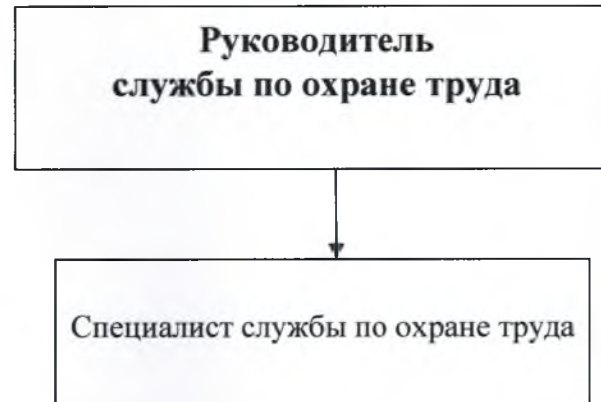 Руководитель
службы по охране труда
Специалист службы по охране труда